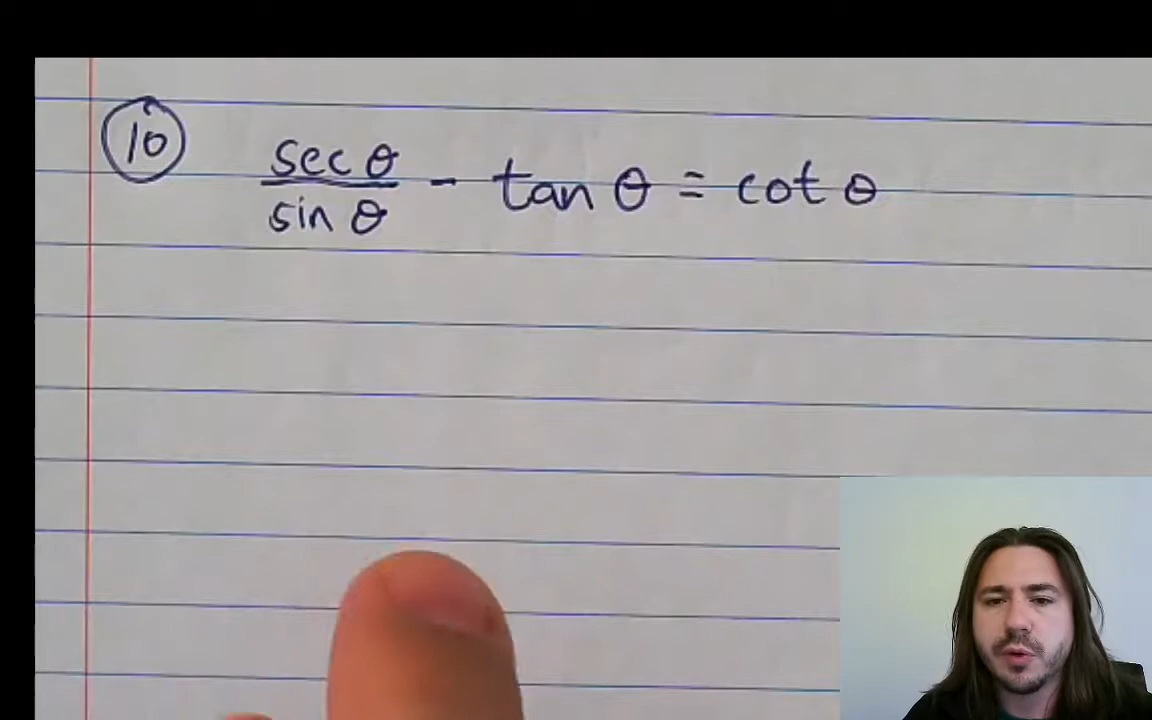 10 sec θ / sin θ - tan θ = cot θ